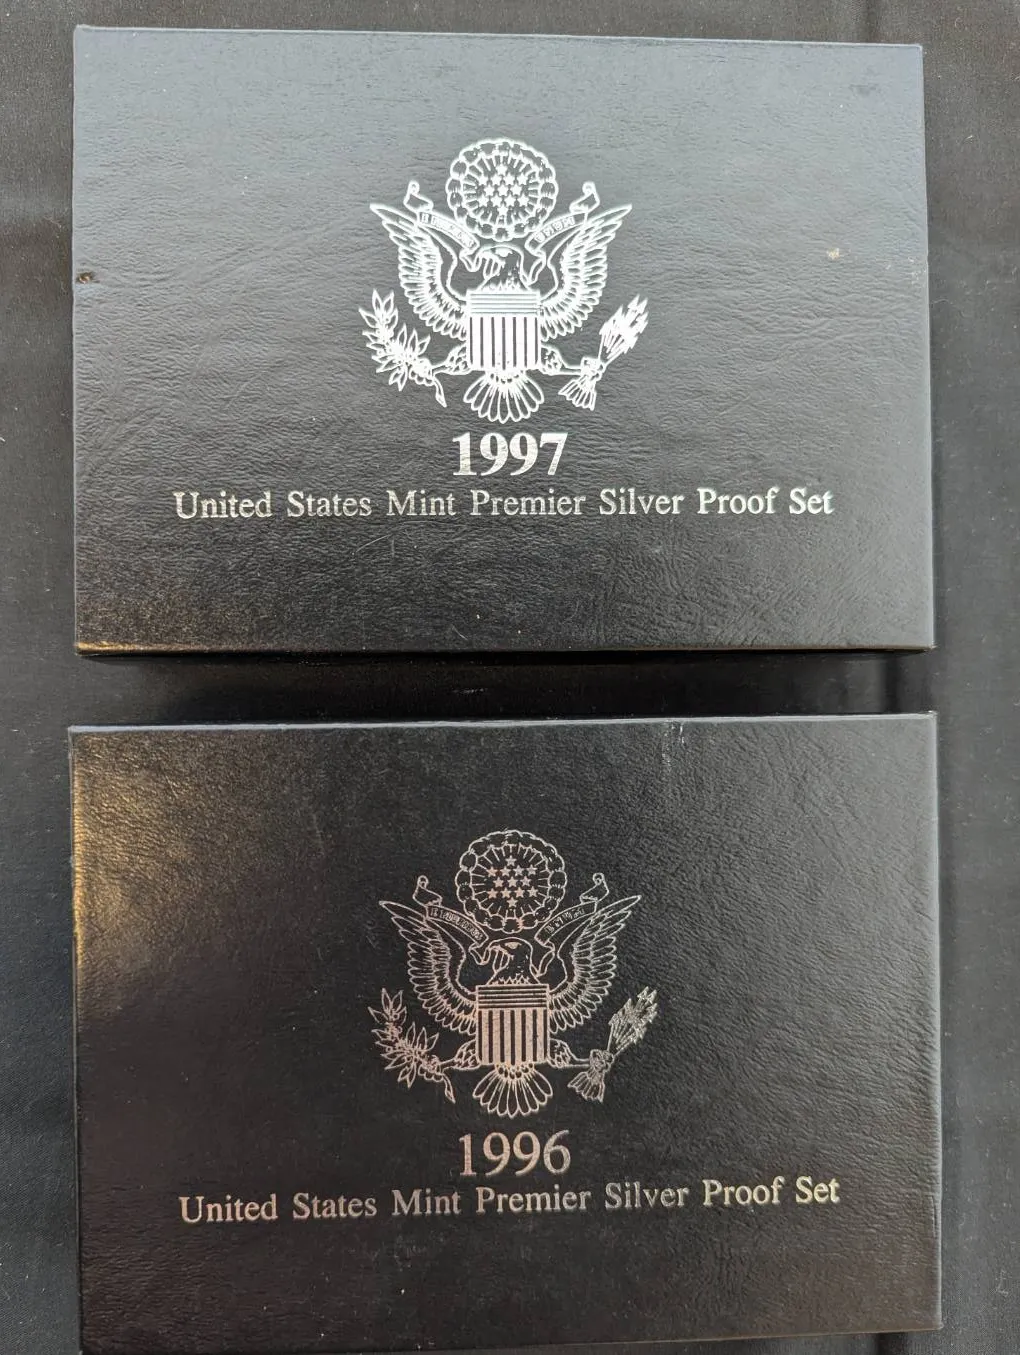 1997
United States Mint Premier Silver Proof Set
1996
United States Mint Premier Silver Proof Set